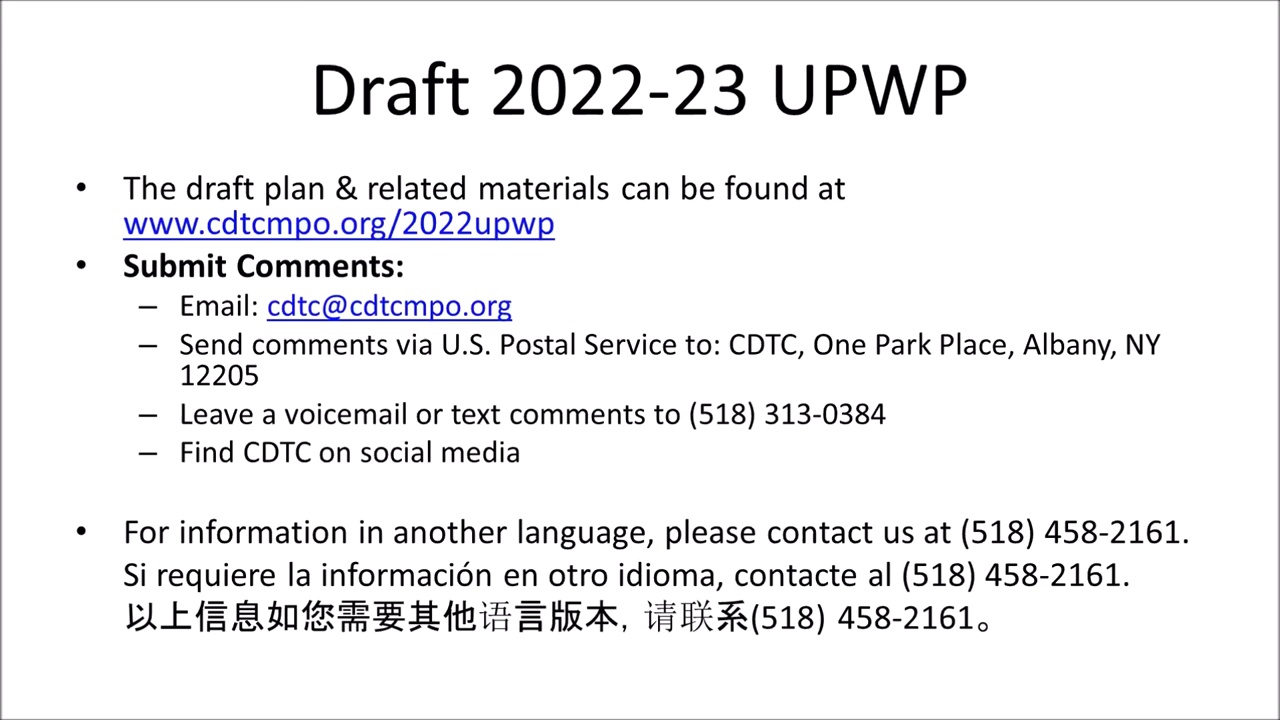 Draft 2022-23 UPWP
• The draft plan & related materials can be found at
www.cdtcmpo.org/2022upwp
• Submit Comments:
– Email: cdtc@cdtcmpo.org
– Send comments via U.S. Postal Service to: CDTC, One Park Place, Albany, NY
12205
– Leave a voicemail or text comments to (518) 313-0384
– Find CDTC on social media
• For information in another language, please contact us at (518) 458-2161.
Si requiere la información en otro idioma, contacte al (518) 458-2161.
以上信息如您需要其他语言版本, 请联系(518) 458-2161。